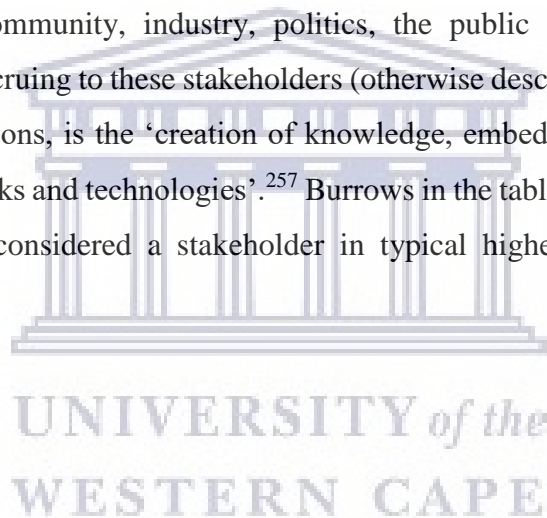 ommunity, industry, politics, the public
cruing to these stakeholders (otherwise desc
ons, is the ‘creation of knowledge, embed
ks and technologies’.257 Burrows in the tabl
considered a stakeholder in typical highe
UNIVERSITY of the
WESTERN CAPE